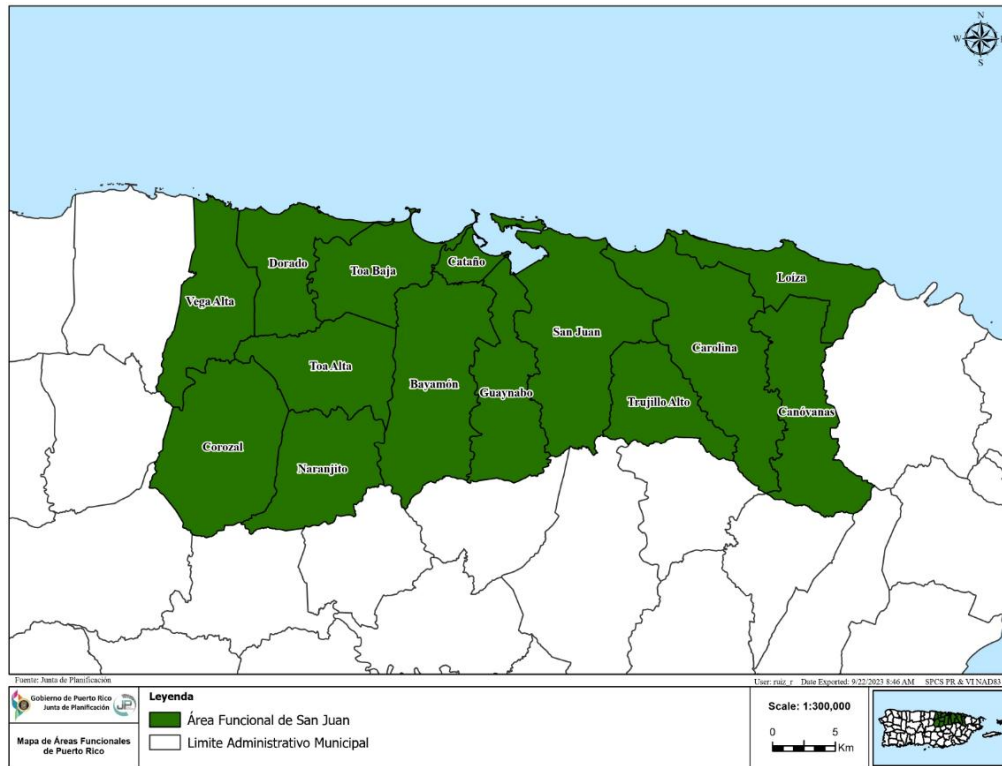 N
W
S
Dorado
Toa Baja
Cataño
Loíza
Vega Alta
San Juan
Carolina
Toa Alta
Bayamón
Guaynabo
Trujillo Alto
Canóvanas
Corozal
Naranjito
Fuente: Junta de Planificación
User: ruiz_r Date Exported: 9/22/2023 8:46 AM SPCS PR & VI NAD83
Gobierno de Puerto Rico
Junta de Planificación
JP
Mapa de Áreas Funcionales
de Puerto Rico
Leyenda
Área Funcional de San Juan
Limite Administrativo Municipal
Scale: 1:300,000
0 5
Km